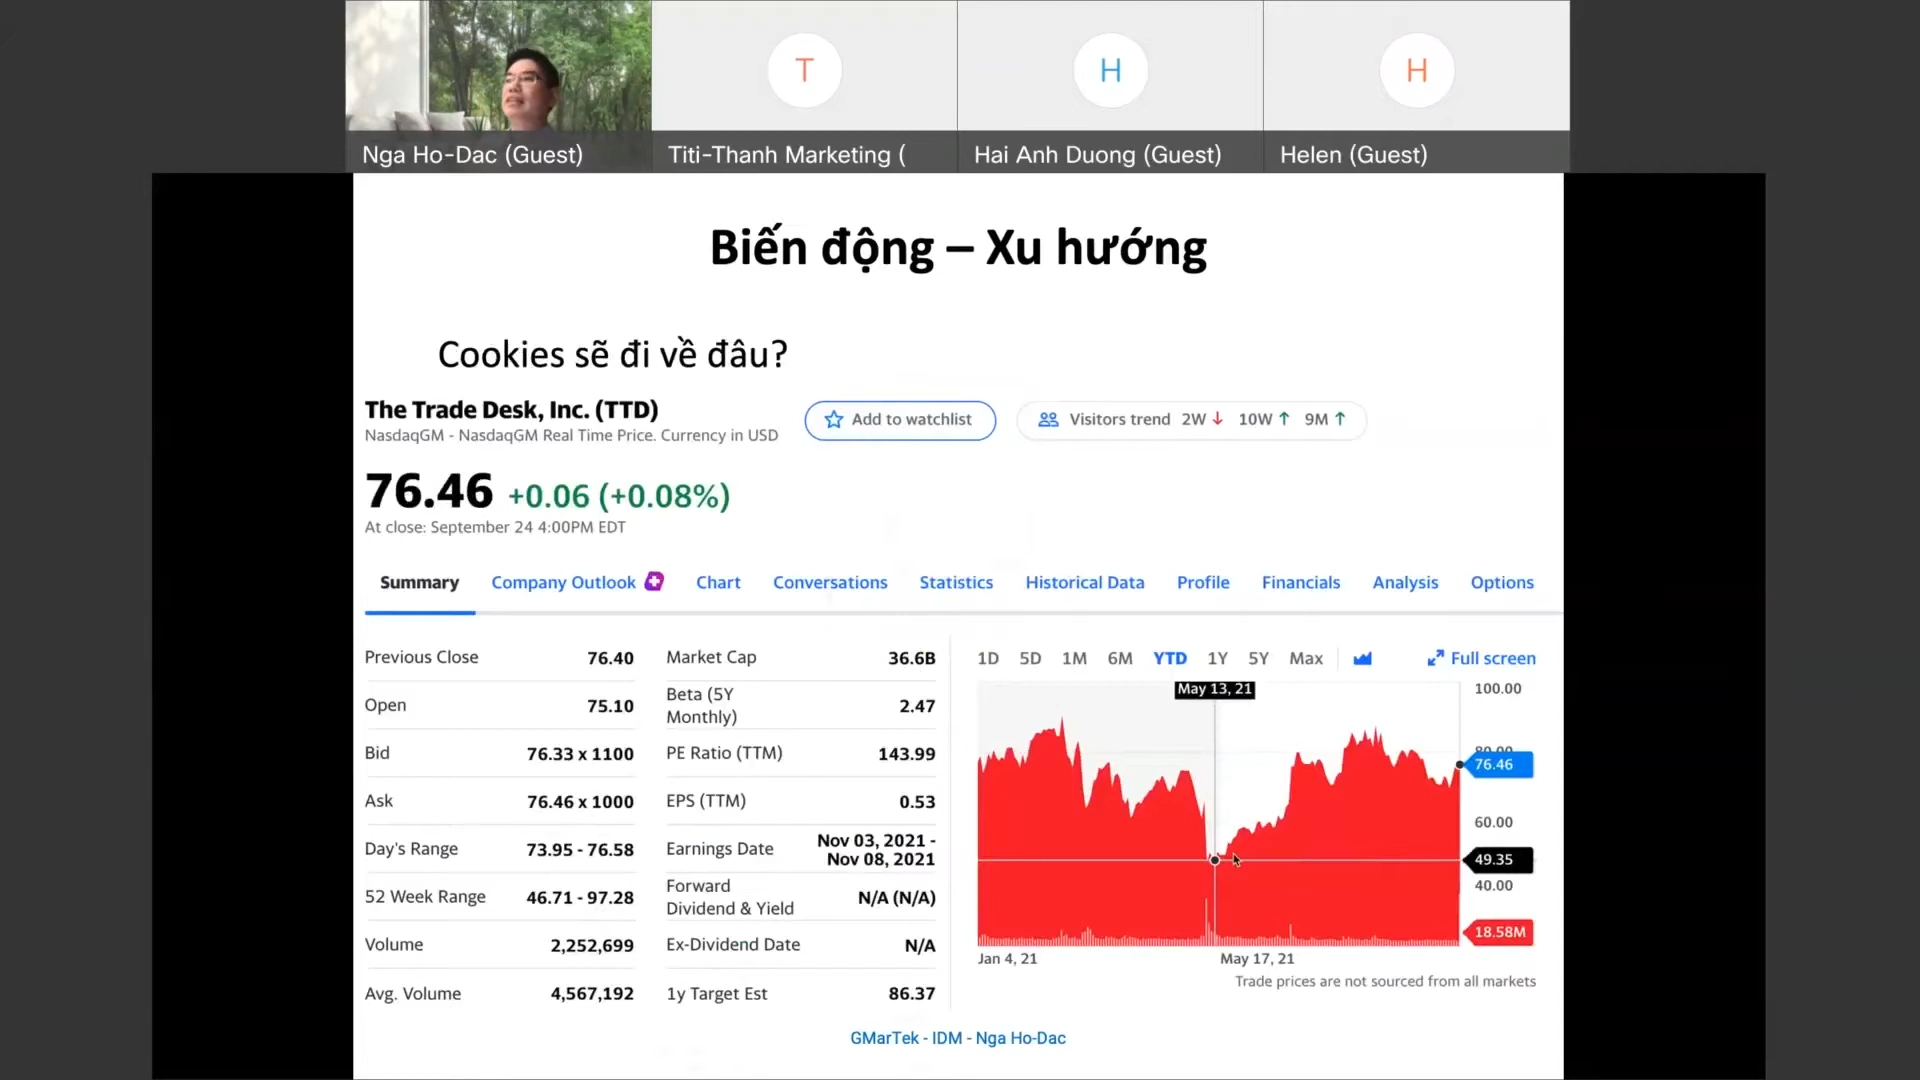 T
H
H
Nga Ho-Dac (Guest)
Titi-Thanh Marketing (
Hai Anh Duong (Guest)
Helen (Guest)
Biến động – Xu hướng
Cookies sẽ đi về đâu?
The Trade Desk, Inc. (TTD)
NasdaqGM - NasdaqGM Real Time Price. Currency in USD
Add to watchlist
Visitors trend 2W ↓ 10W ↑ 9M ↑
76.46 +0.06 (+0.08%)
At close: September 24 4:00PM EDT
Summary Company Outlook Chart Conversations Statistics Historical Data Profile Financials Analysis Options
Previous Close 76.40
Open 75.10
Bid 76.33 x 1100
Ask 76.46 x 1000
Day's Range 73.95 - 76.58
52 Week Range 46.71 - 97.28
Volume 2,252,699
Avg. Volume 4,567,192
Market Cap 36.6B
Beta (5Y
Monthly) 2.47
PE Ratio (TTM) 143.99
EPS (TTM) 0.53
Earnings Date Nov 03, 2021 -
Nov 08, 2021
Forward
Dividend & Yield N/A (N/A)
Ex-Dividend Date N/A
1y Target Est 86.37
1D 5D 1M 6M YTD 1Y 5Y Max Full screen
May 13, 21
100.00
80.00
76.46
60.00
49.35
40.00
18.58M
Jan 4, 21 May 17, 21
Trade prices are not sourced from all markets
GMarTek - IDM - Nga Ho-Dac